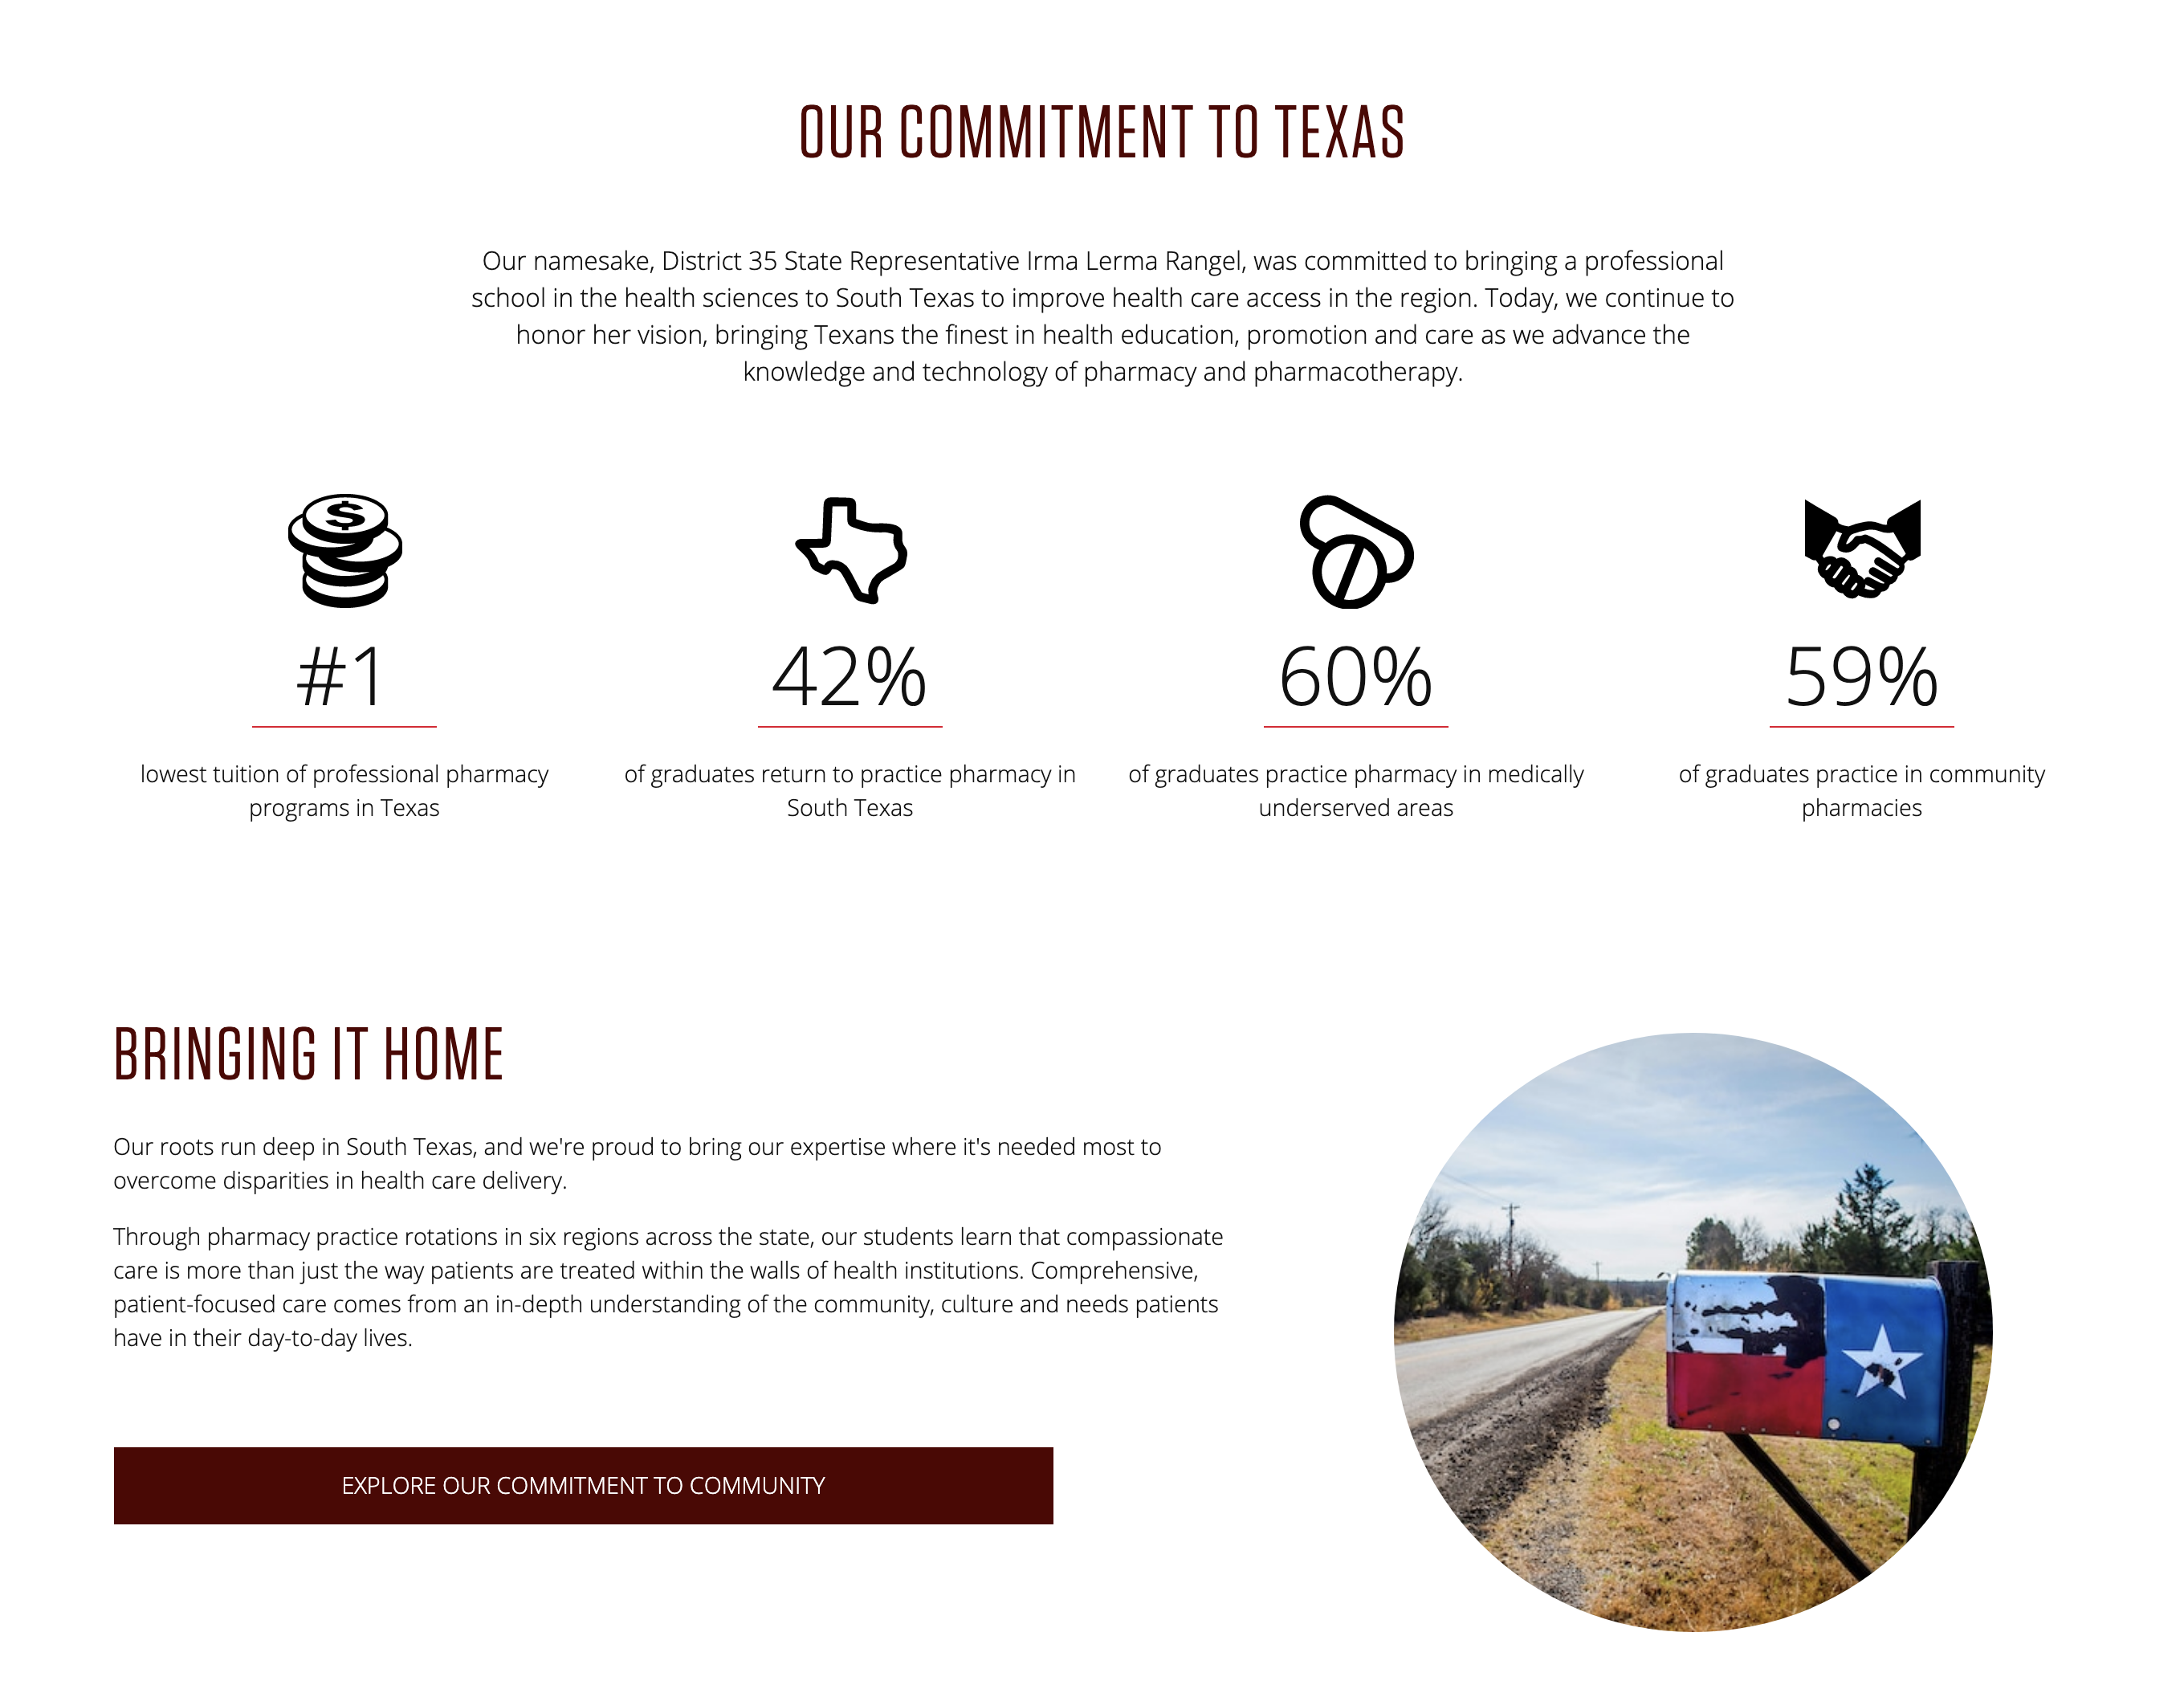 OUR COMMITMENT TO TEXAS
Our namesake, District 35 State Representative Irma Lerma Rangel, was committed to bringing a professional
school in the health sciences to South Texas to improve health care access in the region. Today, we continue to
honor her vision, bringing Texans the finest in health education, promotion and care as we advance the
knowledge and technology of pharmacy and pharmacotherapy.
$
#1
lowest tuition of professional pharmacy
programs in Texas
42%
of graduates return to practice pharmacy in
South Texas
60%
of graduates practice pharmacy in medically
underserved areas
59%
of graduates practice in community
pharmacies
BRINGING IT HOME
Our roots run deep in South Texas, and we're proud to bring our expertise where it's needed most to
overcome disparities in health care delivery.
Through pharmacy practice rotations in six regions across the state, our students learn that compassionate
care is more than just the way patients are treated within the walls of health institutions. Comprehensive,
patient-focused care comes from an in-depth understanding of the community, culture and needs patients
have in their day-to-day lives.
EXPLORE OUR COMMITMENT TO COMMUNITY